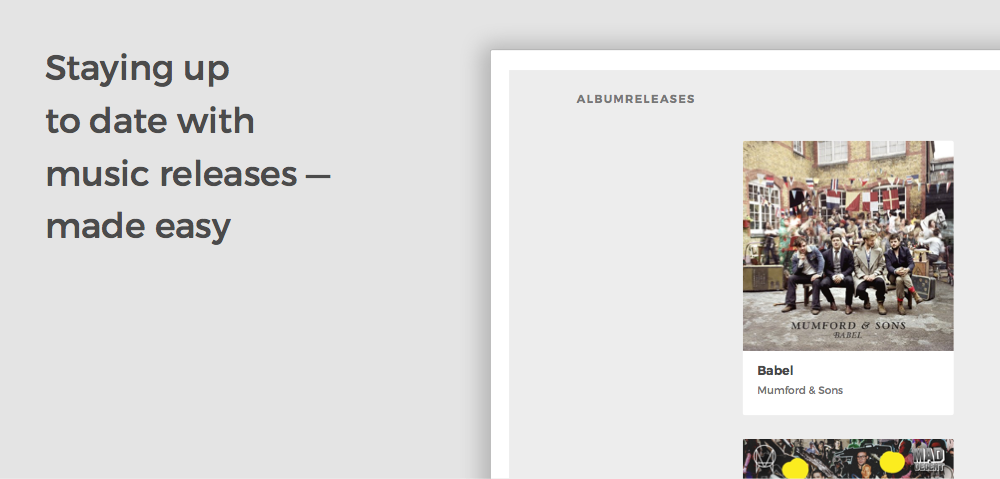 Staying up
to date with
music releases —
made easy
ALBUMRELEASES
MUMFORD & SONS
BABEL
Babel
Mumford & Sons
MAD
DECENT